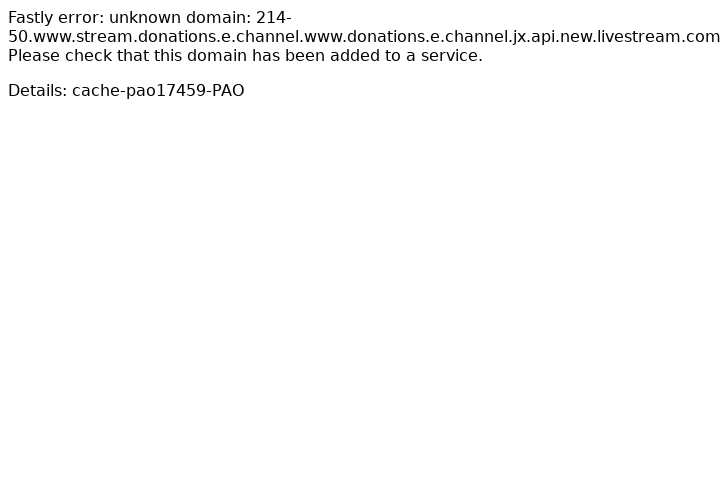 Fastly error: unknown domain: 214-
50.www.stream.donations.e.channel.www.donations.e.channel.jx.api.new.livestream.com
Please check that this domain has been added to a service.
Details: cache-pao17459-PAO